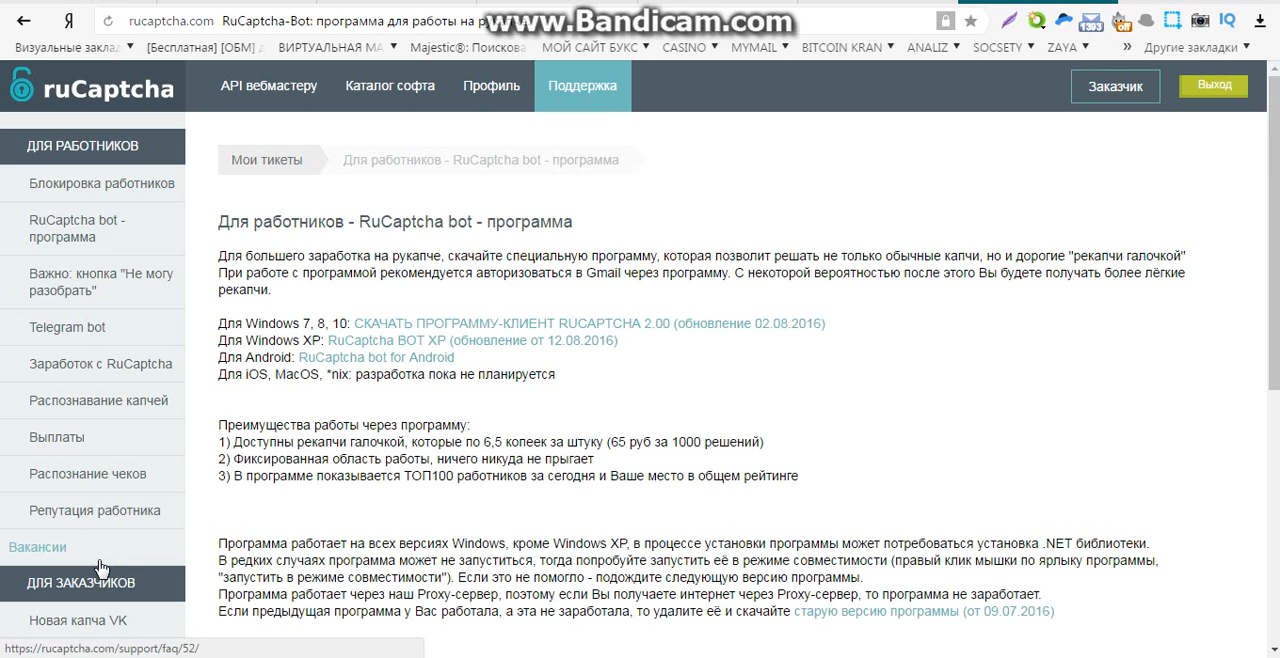 Я
rucaptcha.com RuCaptcha-Bot: программа для работы на р
www.Bandicam.com
1393
off
IQ
Визуальные заклад
[Бесплатная] [ОБМ]
ВИРТУАЛЬНАЯ МА
Majestic®: Поискова
МОЙ САЙТ БУКС
CASINO
MYMAIL
BITCOIN KRAN
ANALIZ
SOCSETY
ZAYA
»
Другие закладки
ruCaptcha
API вебмастеру
Каталог софта
Профиль
Поддержка
Заказчик
Выход
ДЛЯ РАБОТНИКОВ
Блокировка работников
RuCaptcha bot -
программа
Важно: кнопка "Не могу
разобрать"
Telegram bot
Заработок с RuCaptcha
Распознавание капчей
Выплаты
Распознание чеков
Репутация работника
Вакансии
ДЛЯ ЗАКАЗЧИКОВ
Новая капча VK
https://rucaptcha.com/support/faq/52/
Мои тикеты
Для работников - RuCaptcha bot - программа
Для работников - RuCaptcha bot - программа
Для большего заработка на рукапче, скачайте специальную программу, которая позволит решать не только обычные капчи, но и дорогие "рекапчи галочкой"
При работе с программой рекомендуется авторизоваться в Gmail через программу. С некоторой вероятностью после этого Вы будете получать более лёгкие
рекапчи.
Для Windows 7, 8, 10: СКАЧАТЬ ПРОГРАММУ-КЛИЕНТ RUCAPTCHA 2.00 (обновление 02.08.2016)
Для Windows XP: RuCaptcha BOT XP (обновление от 12.08.2016)
Для Android: RuCaptcha bot for Android
Для iOS, MacOS, *nix: разработка пока не планируется
Преимущества работы через программу:
1) Доступны рекапчи галочкой, которые по 6,5 копеек за штуку (65 руб за 1000 решений)
2) Фиксированная область работы, ничего никуда не прыгает
3) В программе показывается ТОП100 работников за сегодня и Ваше место в общем рейтинге
Программа работает на всех версиях Windows, кроме Windows XP, в процессе установки программы может потребоваться установка .NET библиотеки.
В редких случаях программа может не запуститься, тогда попробуйте запустить её в режиме совместимости (правый клик мышки по ярлыку программы,
"запустить в режиме совместимости"). Если это не помогло - подождите следующую версию программы.
Программа работает через наш Proxy-сервер, поэтому если Вы получаете интернет через Proxy-сервер, то программа не заработает.
Если предыдущая программа у Вас работала, а эта не заработала, то удалите её и скачайте старую версию программы (от 09.07.2016)